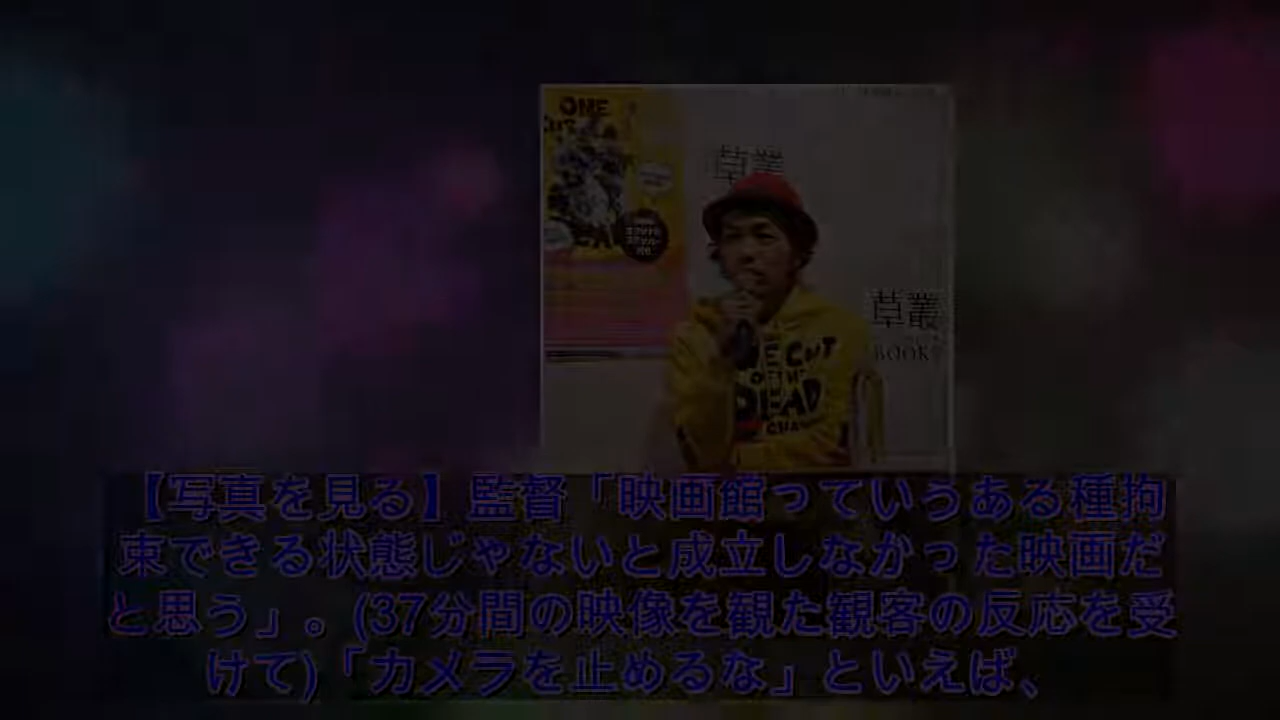 ONE
CUT
草叢
草叢
BOOK
ONE CUT
OF THE
DEAD
【写真を見る】監督「映画館っていうある種拘
束できる状態じゃないと成立しなかった映画だ
と思う」。(37分間の映像を観た観客の反応を受
けて)「カメラを止めるな」といえば、